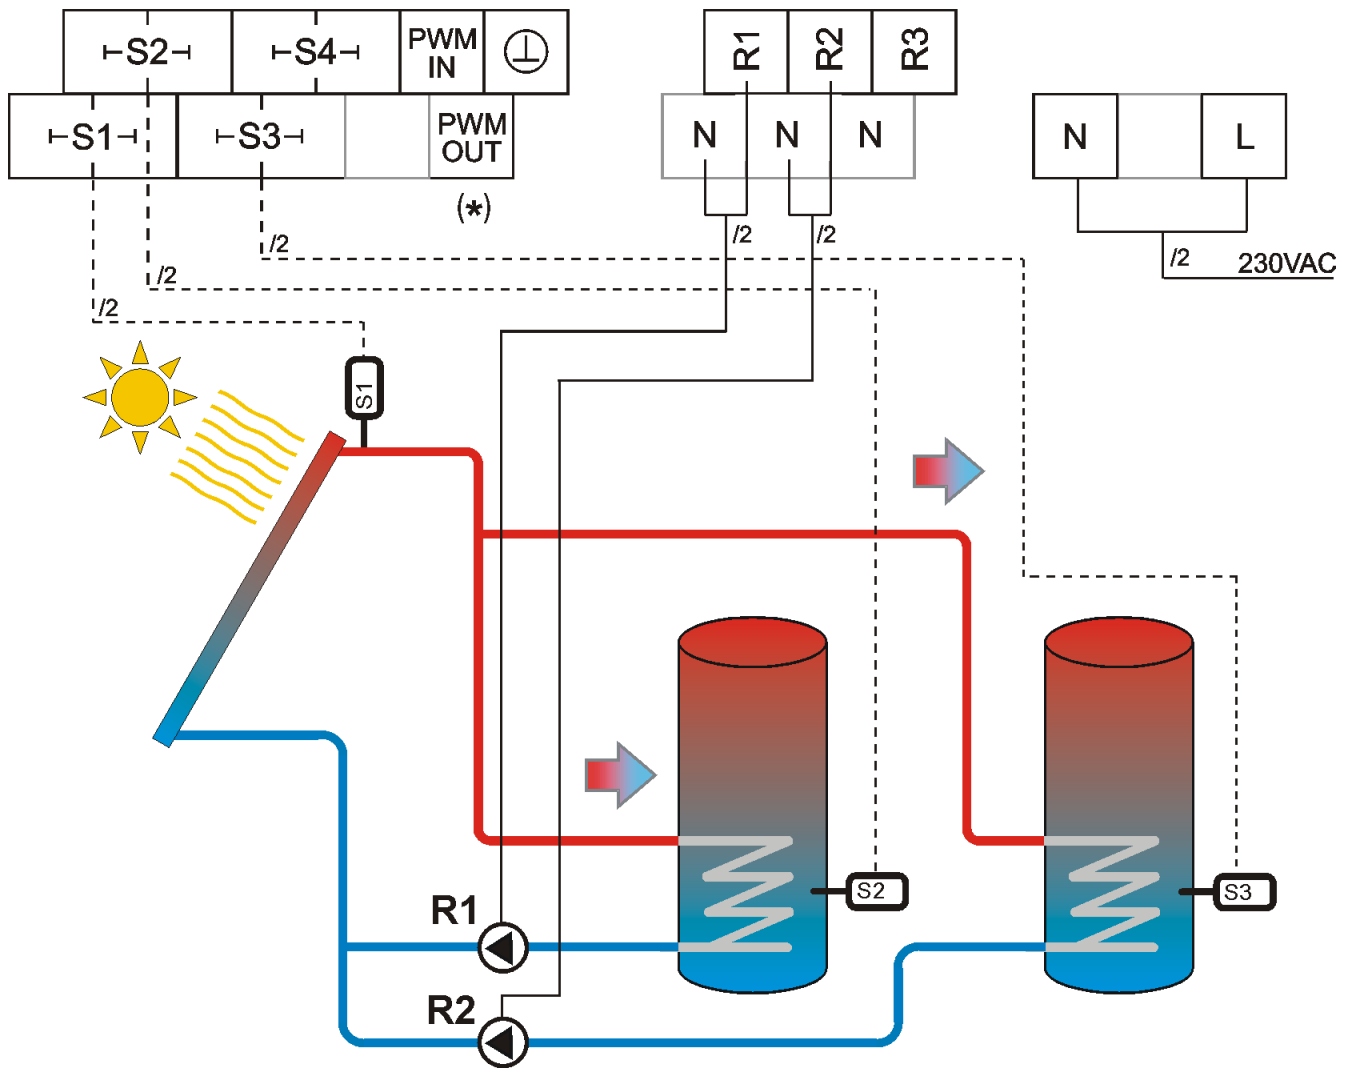 S2
S4
PWM
IN
R1
R2
R3
S1
S3
PWM
OUT
N
N
N
N
L
(*)
/2
/2
/2
/2
/2
/2
230VAC
S1
S2
S3
R1
R2